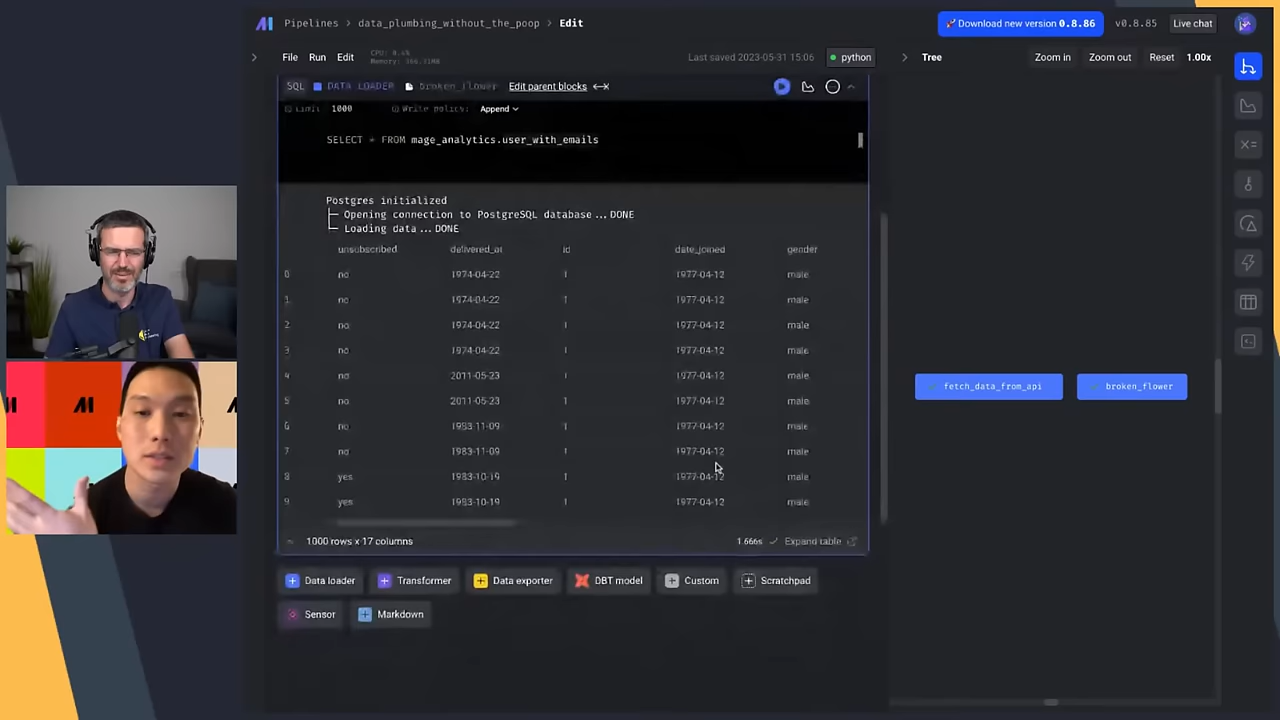 Pipelines › data_plumbing_without_the_poop › Edit
Download new version 0.8.86
v0.8.85
Live chat
File Run Edit
CPU: 0.4%
Last saved 2023-05-31 15:06
python
Tree
Zoom in
Zoom out
Reset
1.00x
SQL DATA LOADER broken_flower Edit parent blocks
Limit 1000 Write policy: Append
SELECT * FROM mage_analytics.user_with_emails
Postgres initialized
Opening connection to PostgreSQL database...DONE
Loading data...DONE
unsubscribed delivered_at id date_joined gender
0 no 1974-04-22 1 1977-04-12 male
1 no 1974-04-22 1 1977-04-12 male
2 no 1974-04-22 1 1977-04-12 male
3 no 1974-04-22 1 1977-04-12 male
4 no 2011-05-23 1 1977-04-12 male
5 no 2011-05-23 1 1977-04-12 male
6 no 1983-11-09 1 1977-04-12 male
7 no 1983-11-09 1 1977-04-12 male
8 yes 1983-10-19 1 1977-04-12 male
9 yes 1983-10-19 1 1977-04-12 male
1000 rows x 17 columns
1.666s
Expand table
fetch_data_from_api
broken_flower
Data loader
Transformer
Data exporter
DBT model
Custom
Scratchpad
Sensor
Markdown